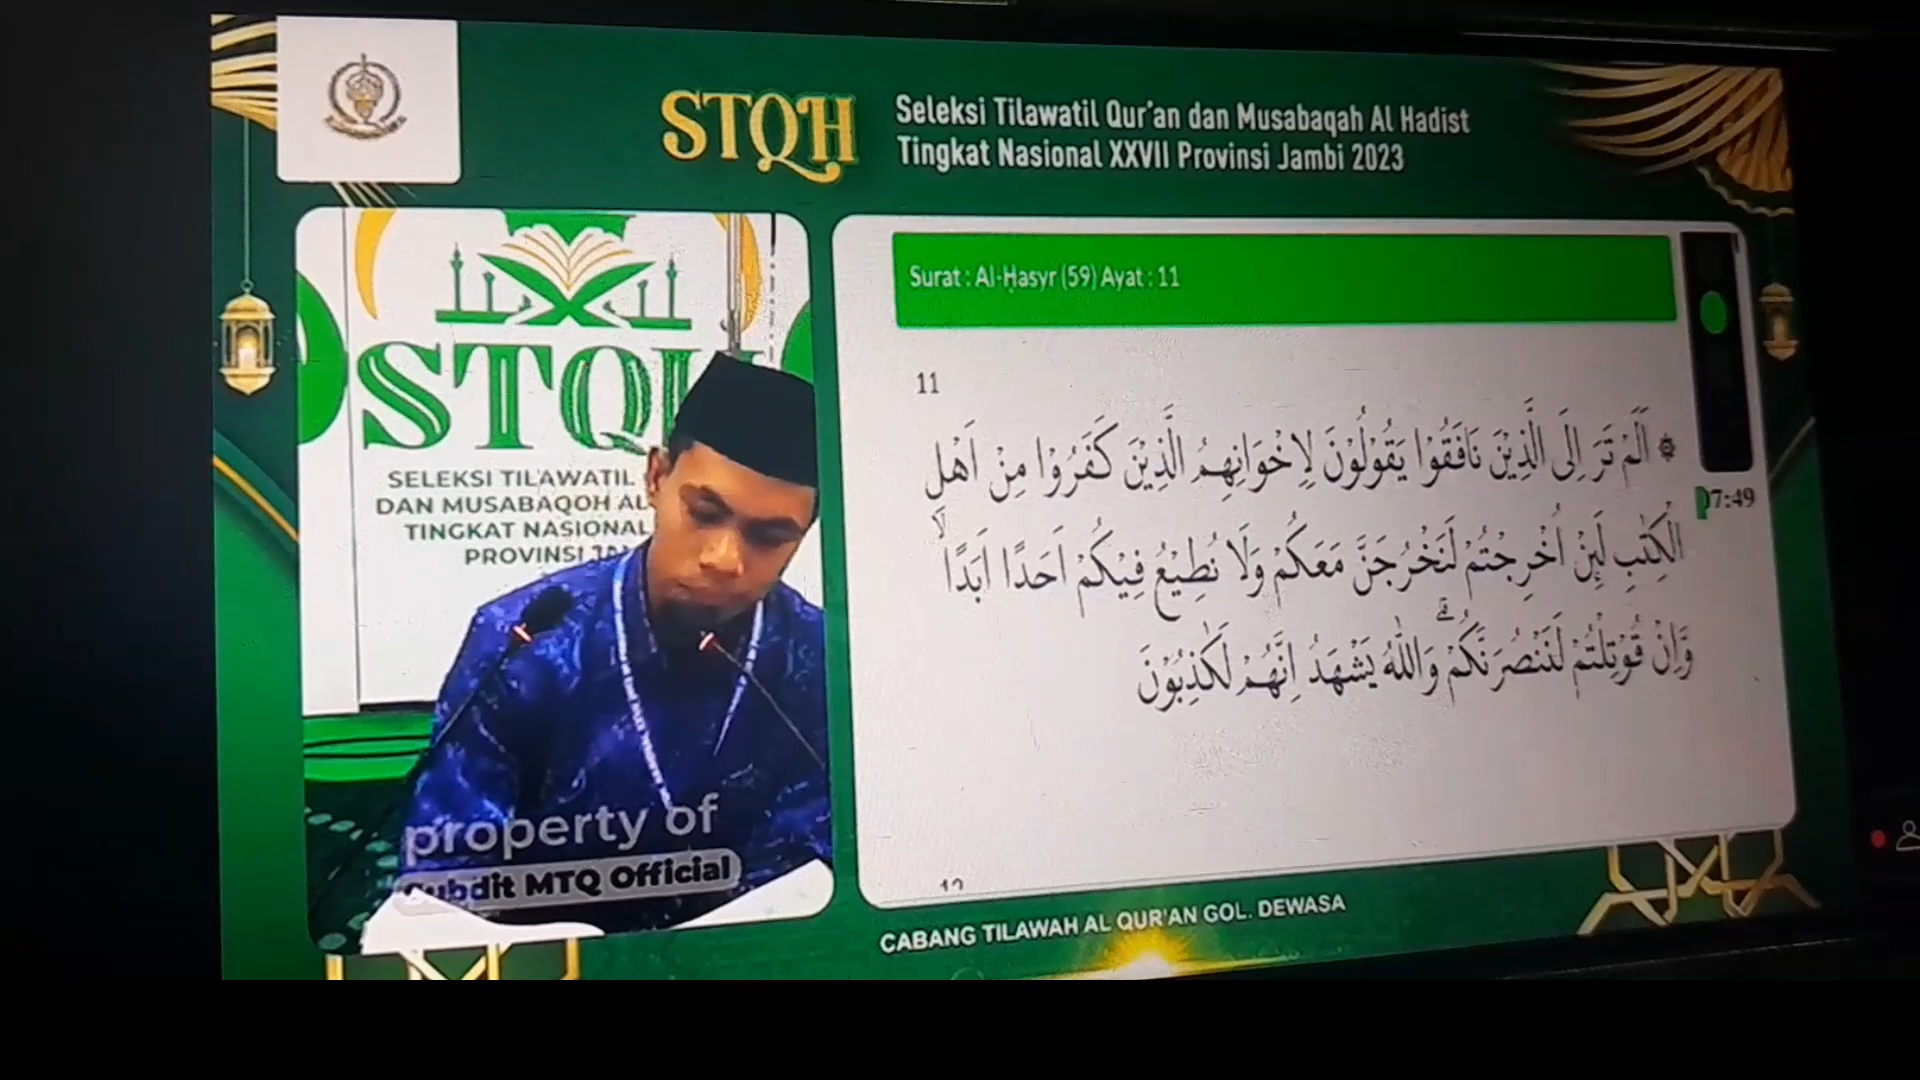 STQH
Seleksi Tilawatil Qur'an dan Musabaqah Al Hadist
Tingkat Nasional XXVII Provinsi Jambi 2023
STQH
SELEKSI TILAWATIL
DAN MUSABAQOH AL
TINGKAT NASIONAL
PROVINSI
property of
Subdit MTQ Official
Surat : Al-Ḥasyr (59) Ayat : 11
11
۞ اَلَمْ تَرَ اِلَى الَّذِيْنَ نَافَقُوْا يَقُوْلُوْنَ لِاِخْوَانِهِمُ الَّذِيْنَ كَفَرُوْا مِنْ اَهْلِ
الْكِتٰبِ لَىِٕنْ اُخْرِجْتُمْ لَنَخْرُجَنَّ مَعَكُمْ وَلَا نُطِيْعُ فِيْكُمْ اَحَدًا اَبَدًاۙ
وَّاِنْ قُوْتِلْتُمْ لَنَنْصُرَنَّكُمْۗ وَاللّٰهُ يَشْهَدُ اِنَّهُمْ لَكٰذِبُوْنَ
07:49
CABANG TILAWAH AL QUR'AN GOL. DEWASA